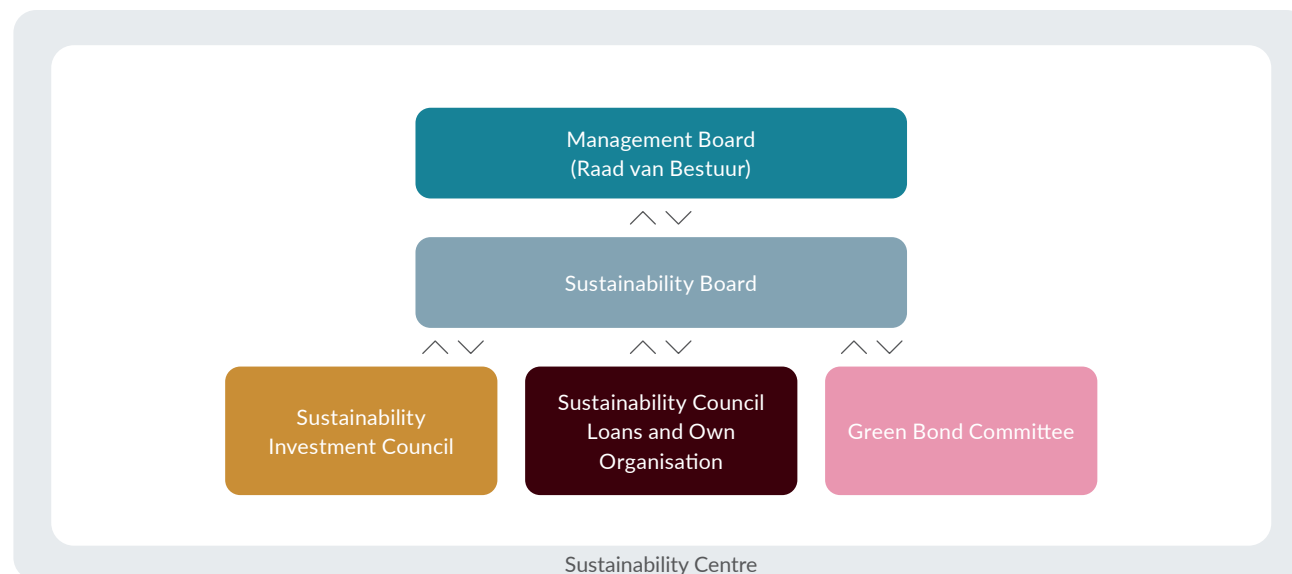 Management Board
(Raad van Bestuur)
Sustainability Board
Sustainability
Investment Council
Sustainability Council
Loans and Own
Organisation
Green Bond Committee
Sustainability Centre